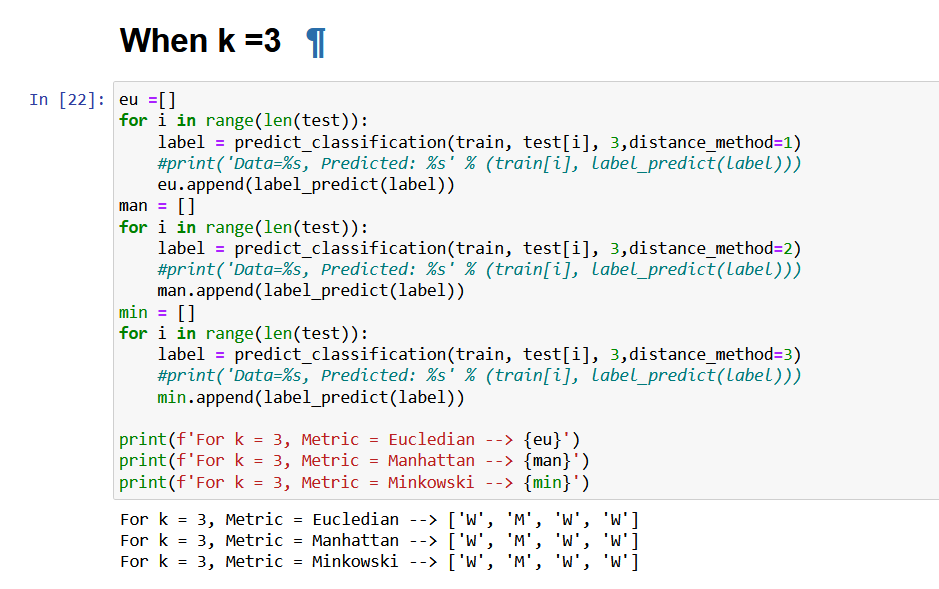 When k =3 ¶
In [22]: eu =[]
for i in range(len(test)):
    label = predict_classification(train, test[i], 3,distance_method=1)
    #print('Data=%s, Predicted: %s' % (train[i], label_predict(label)))
    eu.append(label_predict(label))
man = []
for i in range(len(test)):
    label = predict_classification(train, test[i], 3,distance_method=2)
    #print('Data=%s, Predicted: %s' % (train[i], label_predict(label)))
    man.append(label_predict(label))
min = []
for i in range(len(test)):
    label = predict_classification(train, test[i], 3,distance_method=3)
    #print('Data=%s, Predicted: %s' % (train[i], label_predict(label)))
    min.append(label_predict(label))
print(f'For k = 3, Metric = Eucledian --> {eu}')
print(f'For k = 3, Metric = Manhattan --> {man}')
print(f'For k = 3, Metric = Minkowski --> {min}')
For k = 3, Metric = Eucledian --> ['W', 'M', 'W', 'W']
For k = 3, Metric = Manhattan --> ['W', 'M', 'W', 'W']
For k = 3, Metric = Minkowski --> ['W', 'M', 'W', 'W']